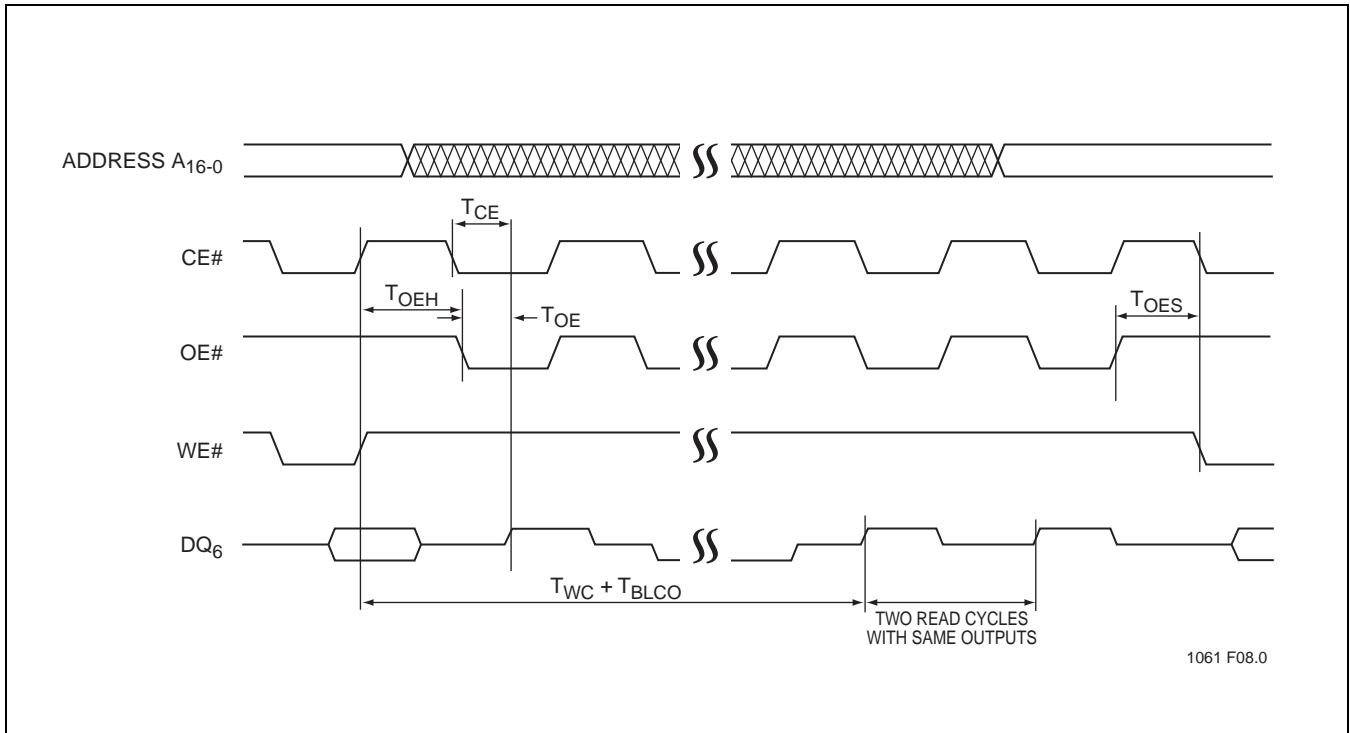 ADDRESS A16-0
TCE
CE#
TOEH
TOE
TOES
OE#
WE#
DQ6
TWC + TBLCO
TWO READ CYCLES
WITH SAME OUTPUTS
1061 F08.0